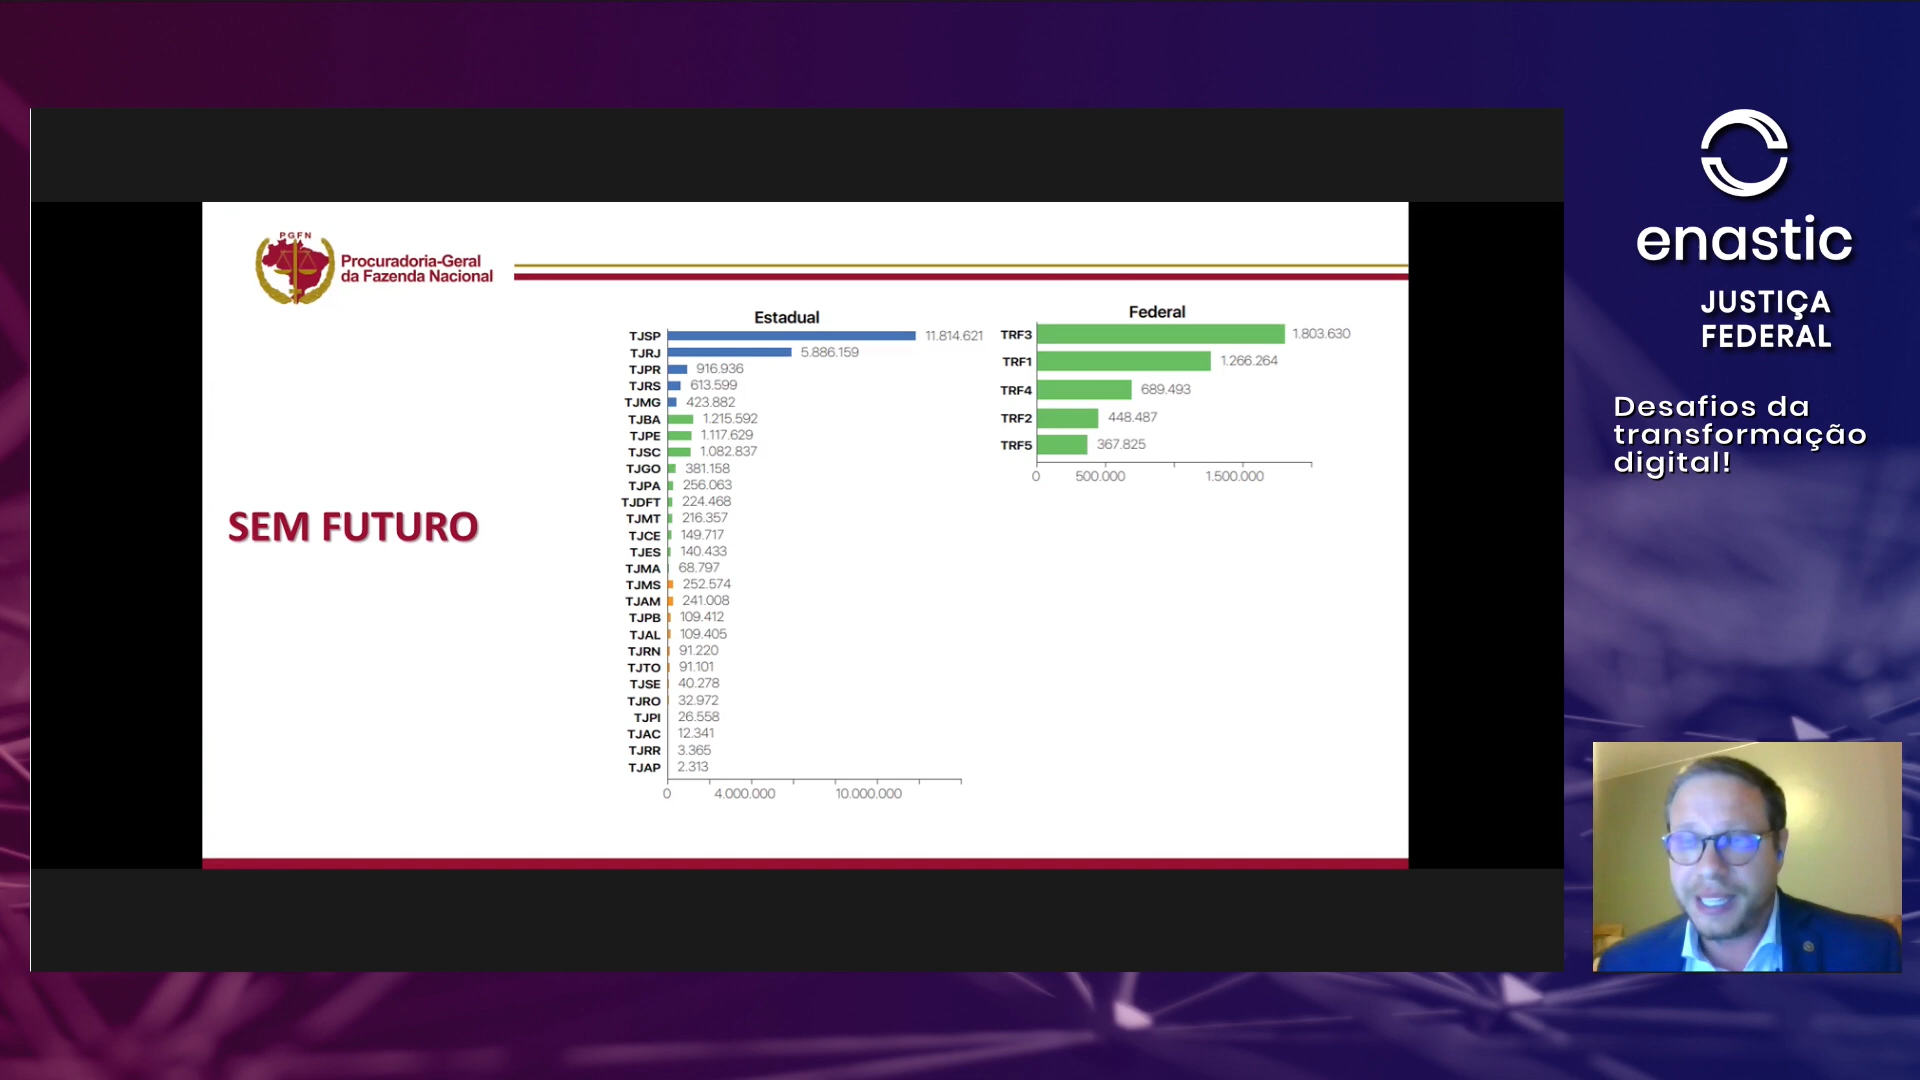 PGFN
Procuradoria-Geral
da Fazenda Nacional
SEM FUTURO
Estadual
TJSP 11.814.621
TJRJ 5.886.159
TJPR 916.936
TJRS 613.599
TJMG 423.882
TJBA 1.215.592
TJPE 1.117.629
TJSC 1.082.837
TJGO 381.158
TJPA 256.063
TJDFT 224.468
TJMT 216.357
TJCE 149.717
TJES 140.433
TJMA 68.797
TJMS 252.574
TJAM 241.008
TJPB 109.412
TJAL 109.405
TJRN 91.220
TJTO 91.101
TJSE 40.278
TJRO 32.972
TJPI 26.558
TJAC 12.341
TJRR 3.365
TJAP 2.313
0 4.000.000 10.000.000
Federal
TRF3 1.803.630
TRF1 1.266.264
TRF4 689.493
TRF2 448.487
TRF5 367.825
0 500.000 1.500.000
enastic
JUSTIÇA
FEDERAL
Desafios da
transformação
digital!